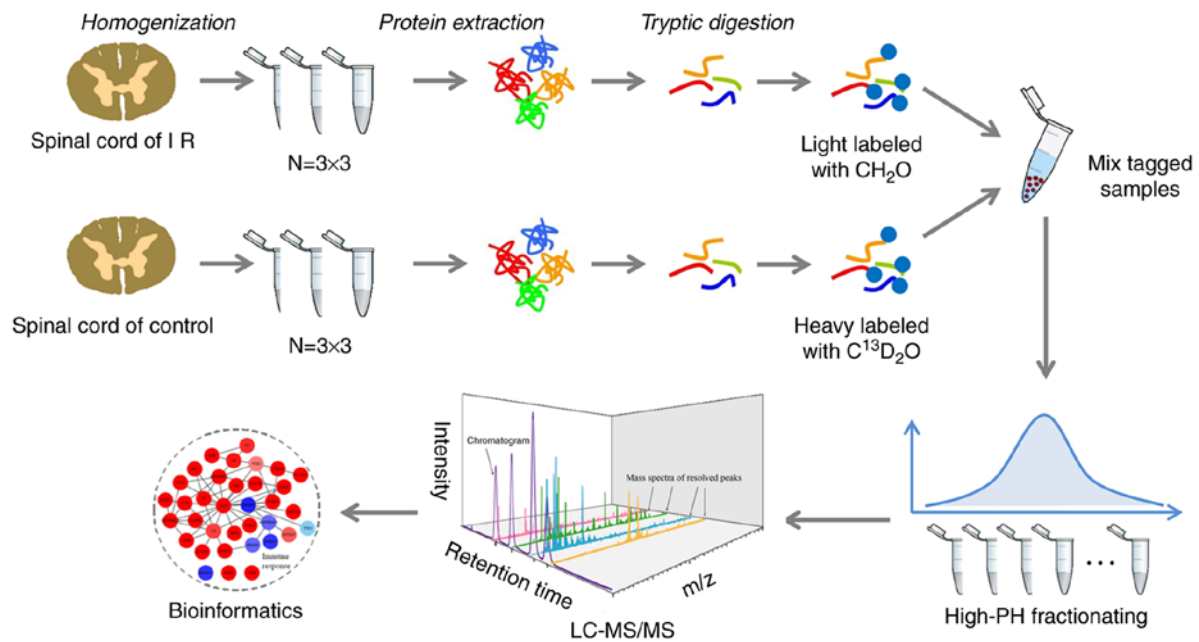 Homogenization
Protein extraction
Tryptic digestion
Spinal cord of I R
N=3×3
Light labeled
with CH₂O
Mix tagged
samples
Spinal cord of control
N=3×3
Heavy labeled
with C¹³D₂O
Intensity
Chromatogram
Mass spectra of resolved peaks
Retention time
m/z
LC-MS/MS
Immune
response
Bioinformatics
High-PH fractionating